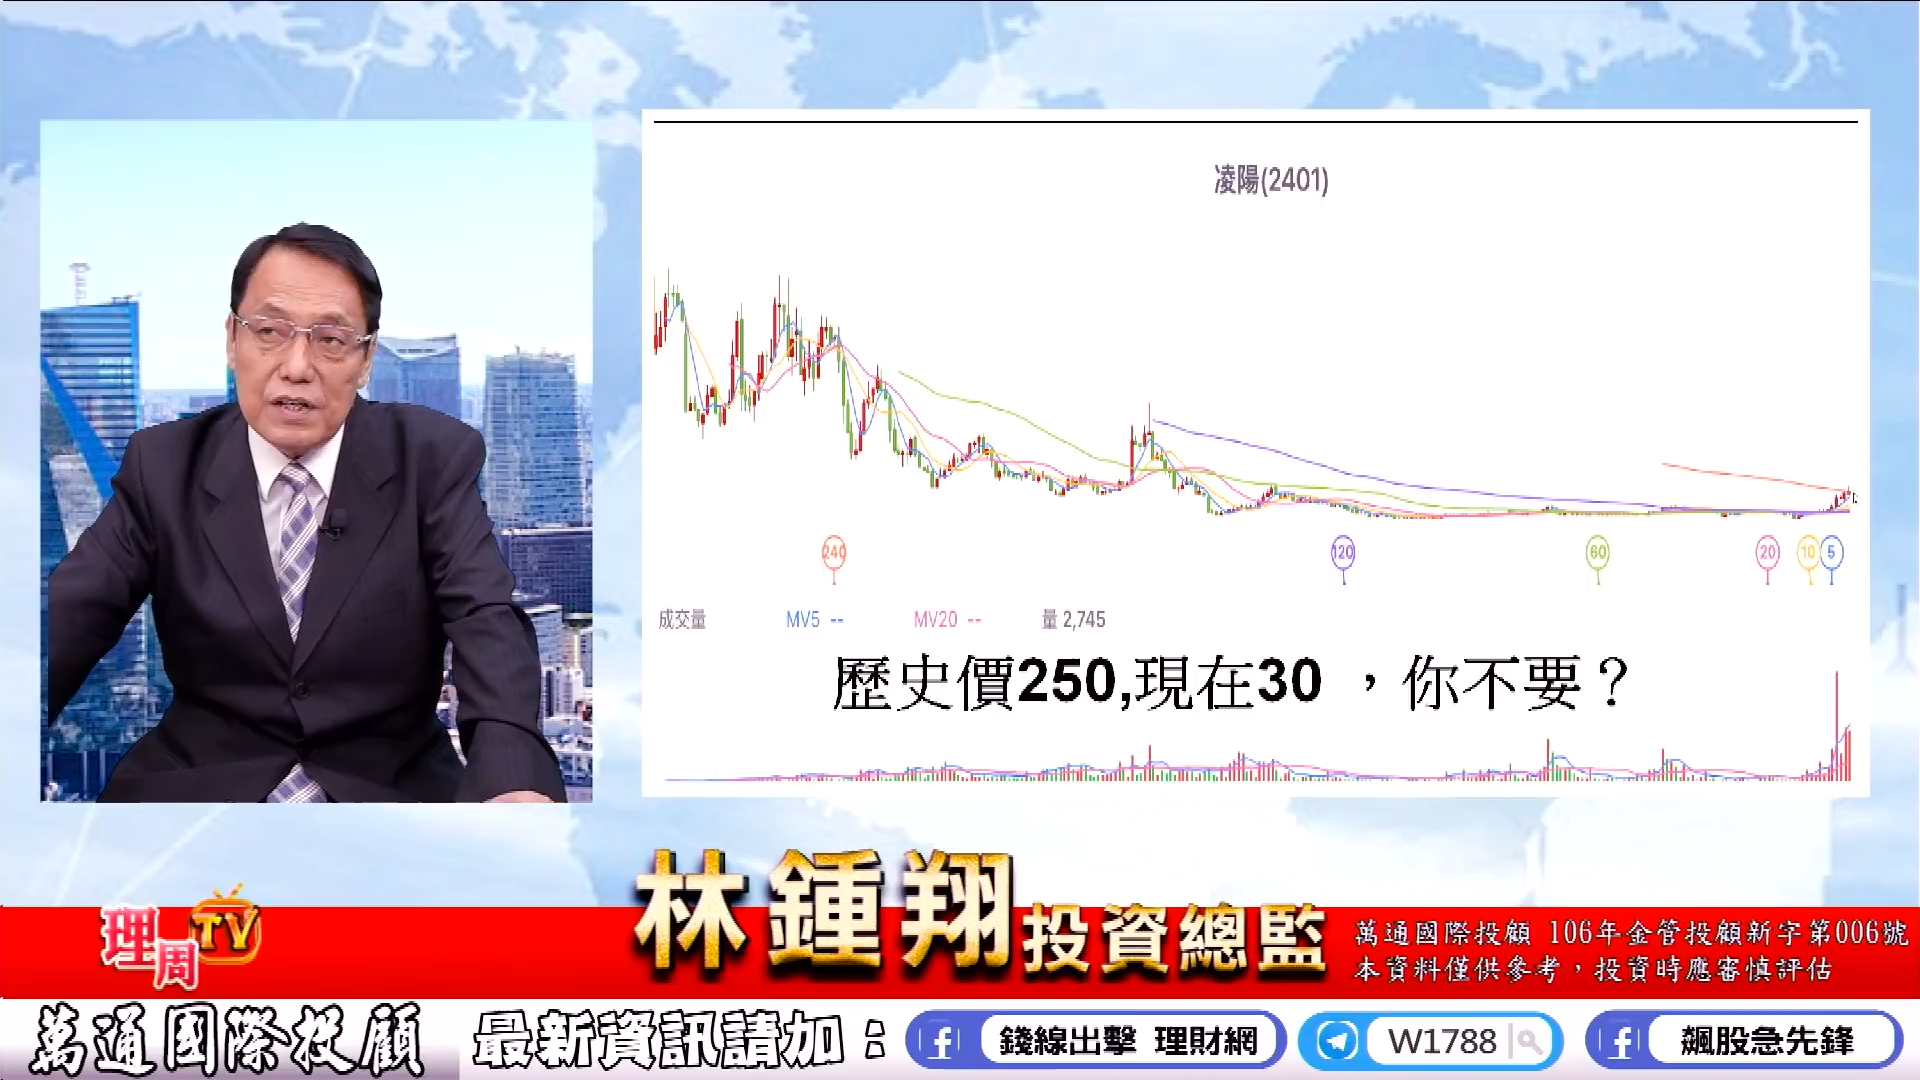 凌陽(2401)
240
120
60
20
10
5
成交量 MV5 -- MV20 -- 量 2,745
歷史價250,現在30 ，你不要？
理周TV
林鍾翔投資總監
萬通國際投顧 106年金管投顧新字第006號
本資料僅供參考，投資時應審慎評估
萬通國際投顧
最新資訊請加：
錢線出擊 理財網
W1788
飆股急先鋒